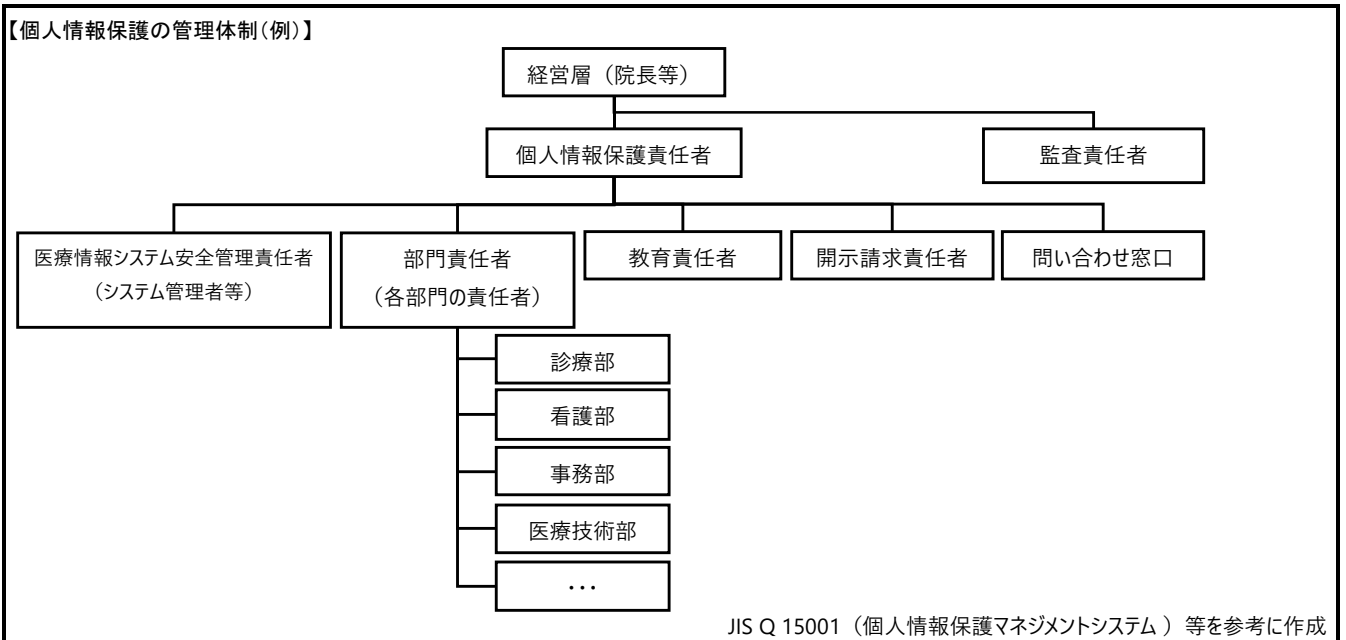 【個人情報保護の管理体制(例)】
経営層（院長等）
個人情報保護責任者
監査責任者
医療情報システム安全管理責任者
（システム管理者等）
部門責任者
（各部門の責任者）
教育責任者
開示請求責任者
問い合わせ窓口
診療部
看護部
事務部
医療技術部
・・・
JIS Q 15001（個人情報保護マネジメントシステム ）等を参考に作成